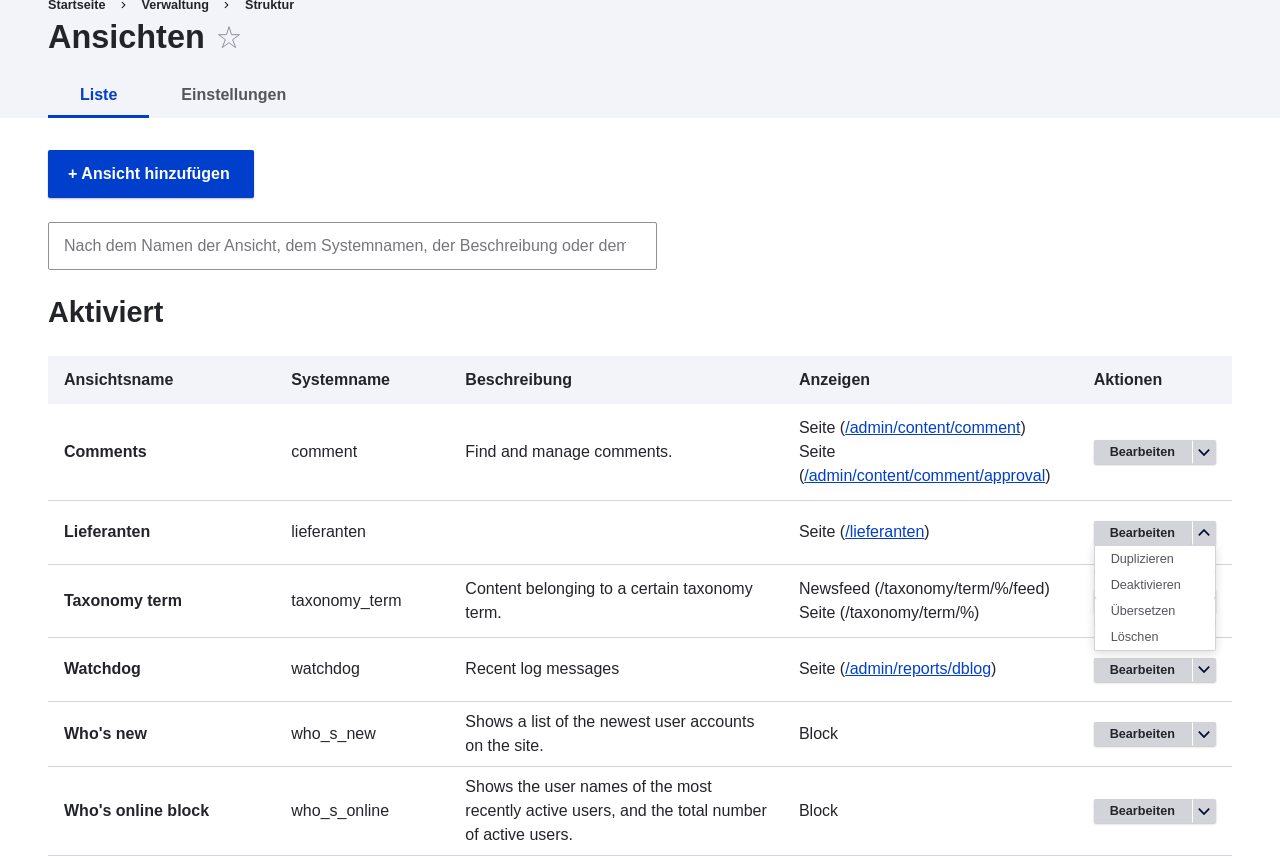 Startseite > Verwaltung > Struktur
Ansichten ☆
Liste Einstellungen
+ Ansicht hinzufügen
Nach dem Namen der Ansicht, dem Systemnamen, der Beschreibung oder dem
Aktiviert
Ansichtsname Systemname Beschreibung Anzeigen Aktionen
Seite (/admin/content/comment)
Comments comment Find and manage comments. Seite Bearbeiten
(/admin/content/comment/approval)
Lieferanten lieferanten Seite (/lieferanten) Bearbeiten
Duplizieren
Deaktivieren
Übersetzen
Löschen
Content belonging to a certain taxonomy Newsfeed (/taxonomy/term/%/feed)
Taxonomy term taxonomy_term
term. Seite (/taxonomy/term/%)
Watchdog watchdog Recent log messages Seite (/admin/reports/dblog) Bearbeiten
Shows a list of the newest user accounts
Who's new who_s_new Block Bearbeiten
on the site.
Shows the user names of the most
Who's online block who_s_online recently active users, and the total number Block Bearbeiten
of active users.